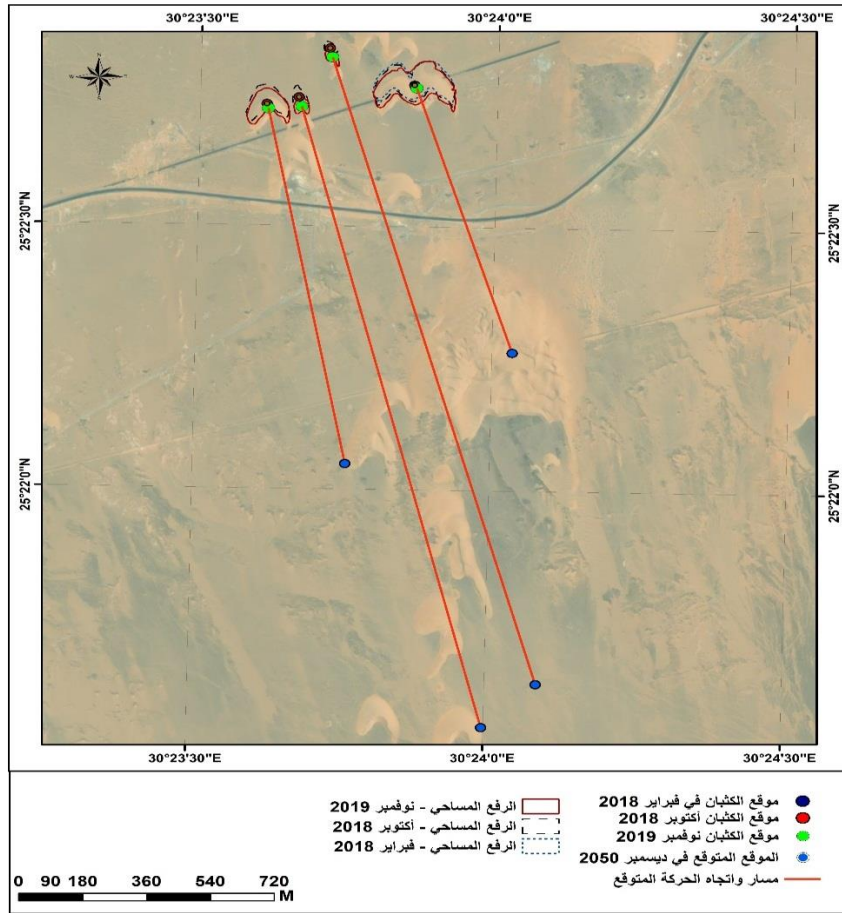 30°23'30"E 30°24'0"E 30°24'30"E
25°22'30"N 25°22'30"N
25°22'0"N 25°22'0"N
30°23'30"E 30°24'0"E 30°24'30"E
موقع الكثبان في فبراير 2018
موقع الكثبان أكتوبر 2018
موقع الكثبان نوفمبر 2019
الموقع المتوقع في ديسمبر 2050
مسار واتجاه الحركة المتوقع
الرفع المساحي - نوفمبر 2019
الرفع المساحي - أكتوبر 2018
الرفع المساحي - فبراير 2018
0 90 180 360 540 720
M